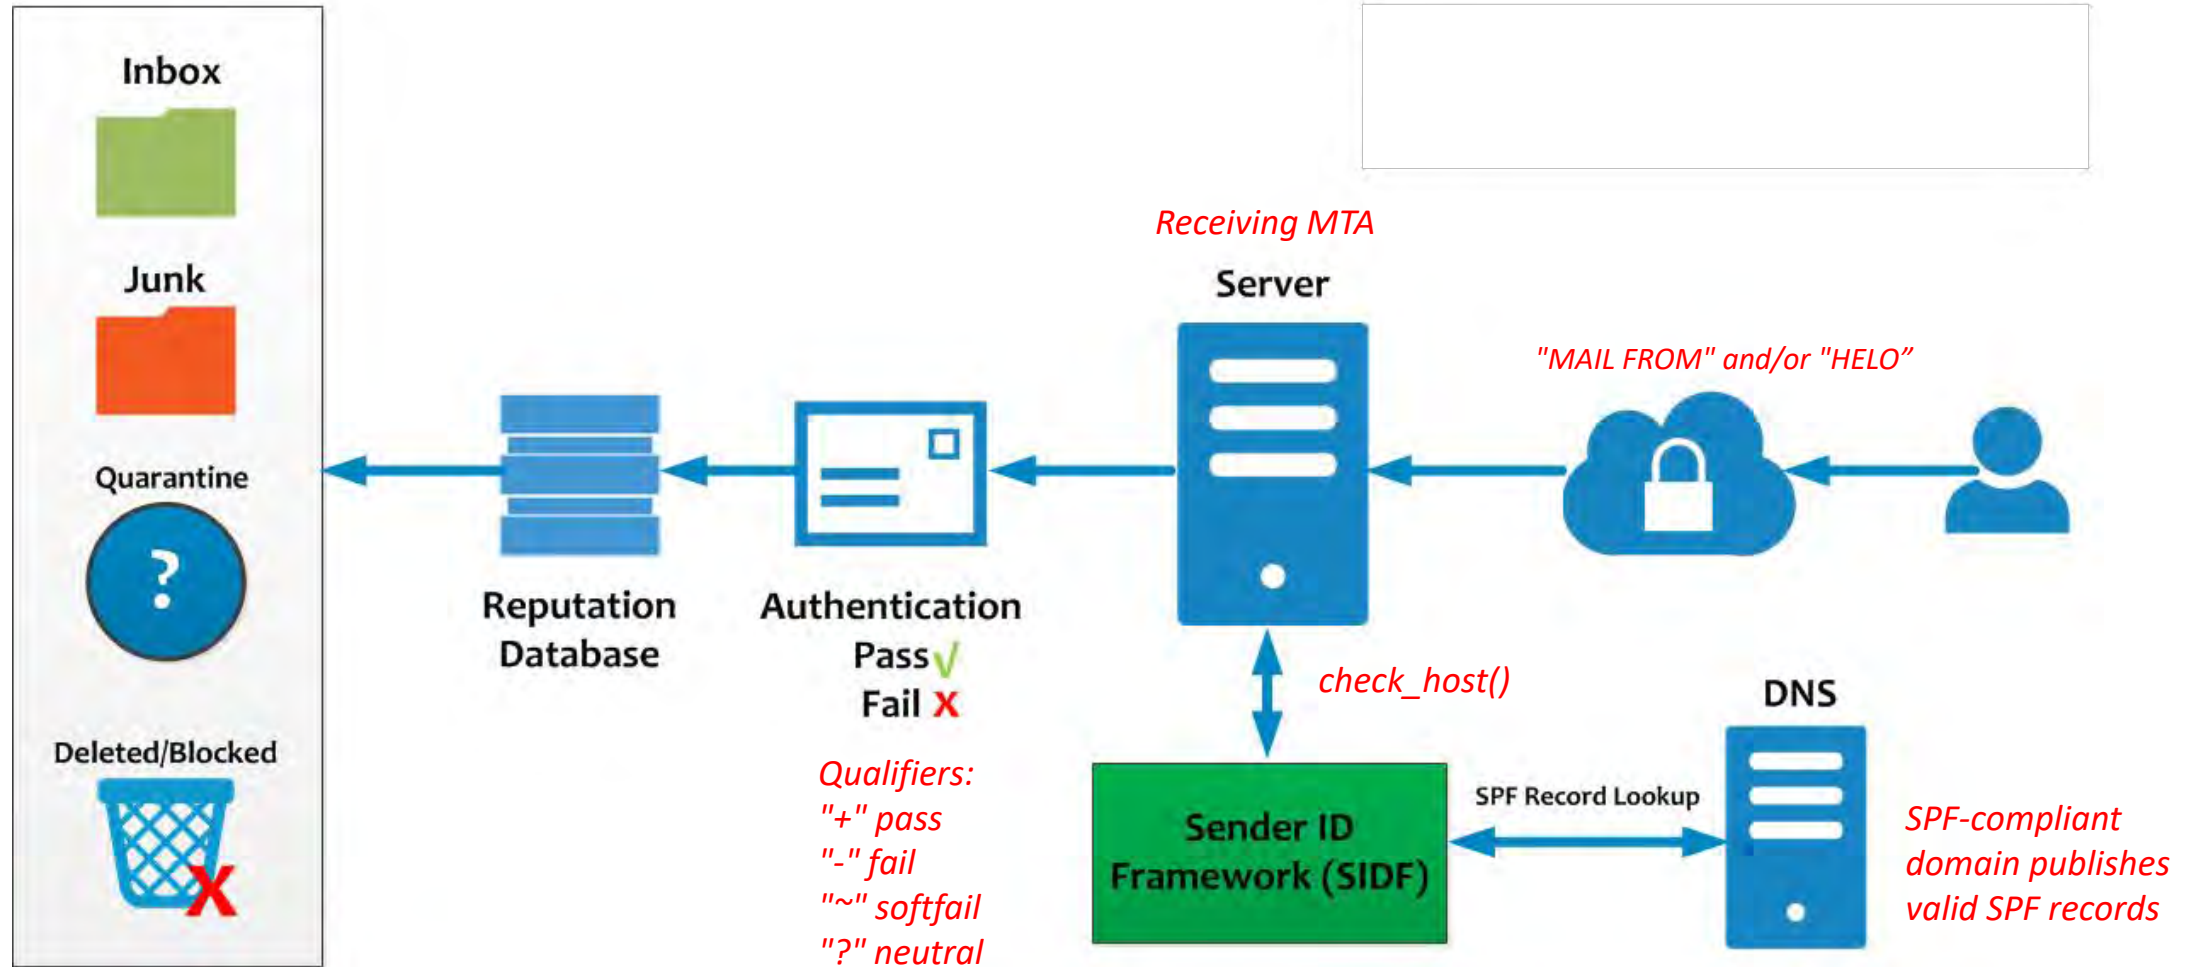 Inbox
Junk
Quarantine
?
Deleted/Blocked
X
Reputation
Database
Authentication
Pass√
Fail X
Qualifiers:
"+" pass
"-" fail
"~" softfail
"?" neutral
Receiving MTA
Server
"MAIL FROM" and/or "HELO”
check_host()
Sender ID
Framework (SIDF)
SPF Record Lookup
DNS
SPF-compliant
domain publishes
valid SPF records